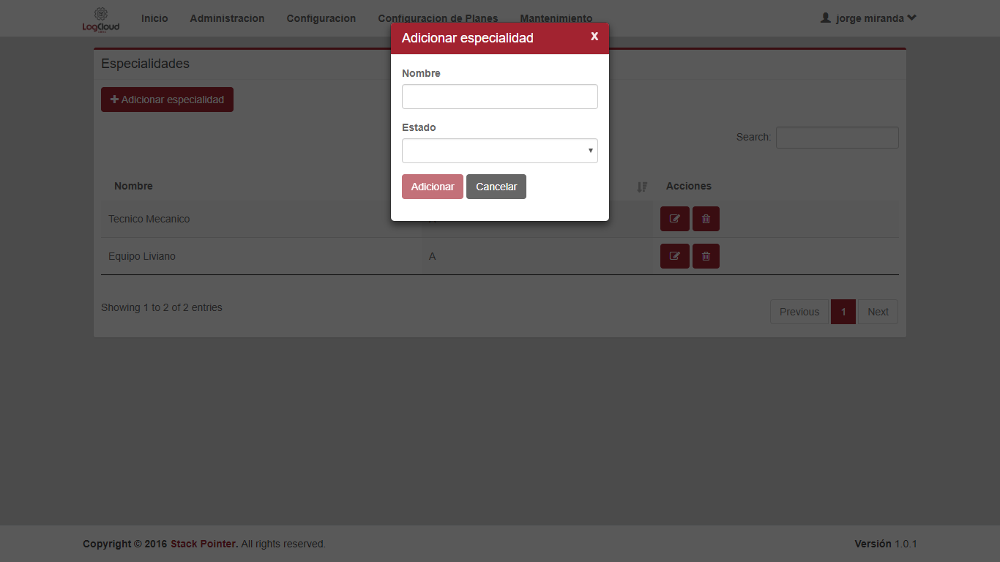 LogCloud
Inicio Administracion Configuracion Configuracion de Planes Mantenimiento jorge miranda
Adicionar especialidad x
Especialidades
Nombre
Adicionar especialidad
Estado
Search:
Adicionar Cancelar
Nombre Acciones
Tecnico Mecanico
Equipo Liviano A
Showing 1 to 2 of 2 entries
Previous 1 Next
Copyright © 2016 Stack Pointer. All rights reserved. Versión 1.0.1